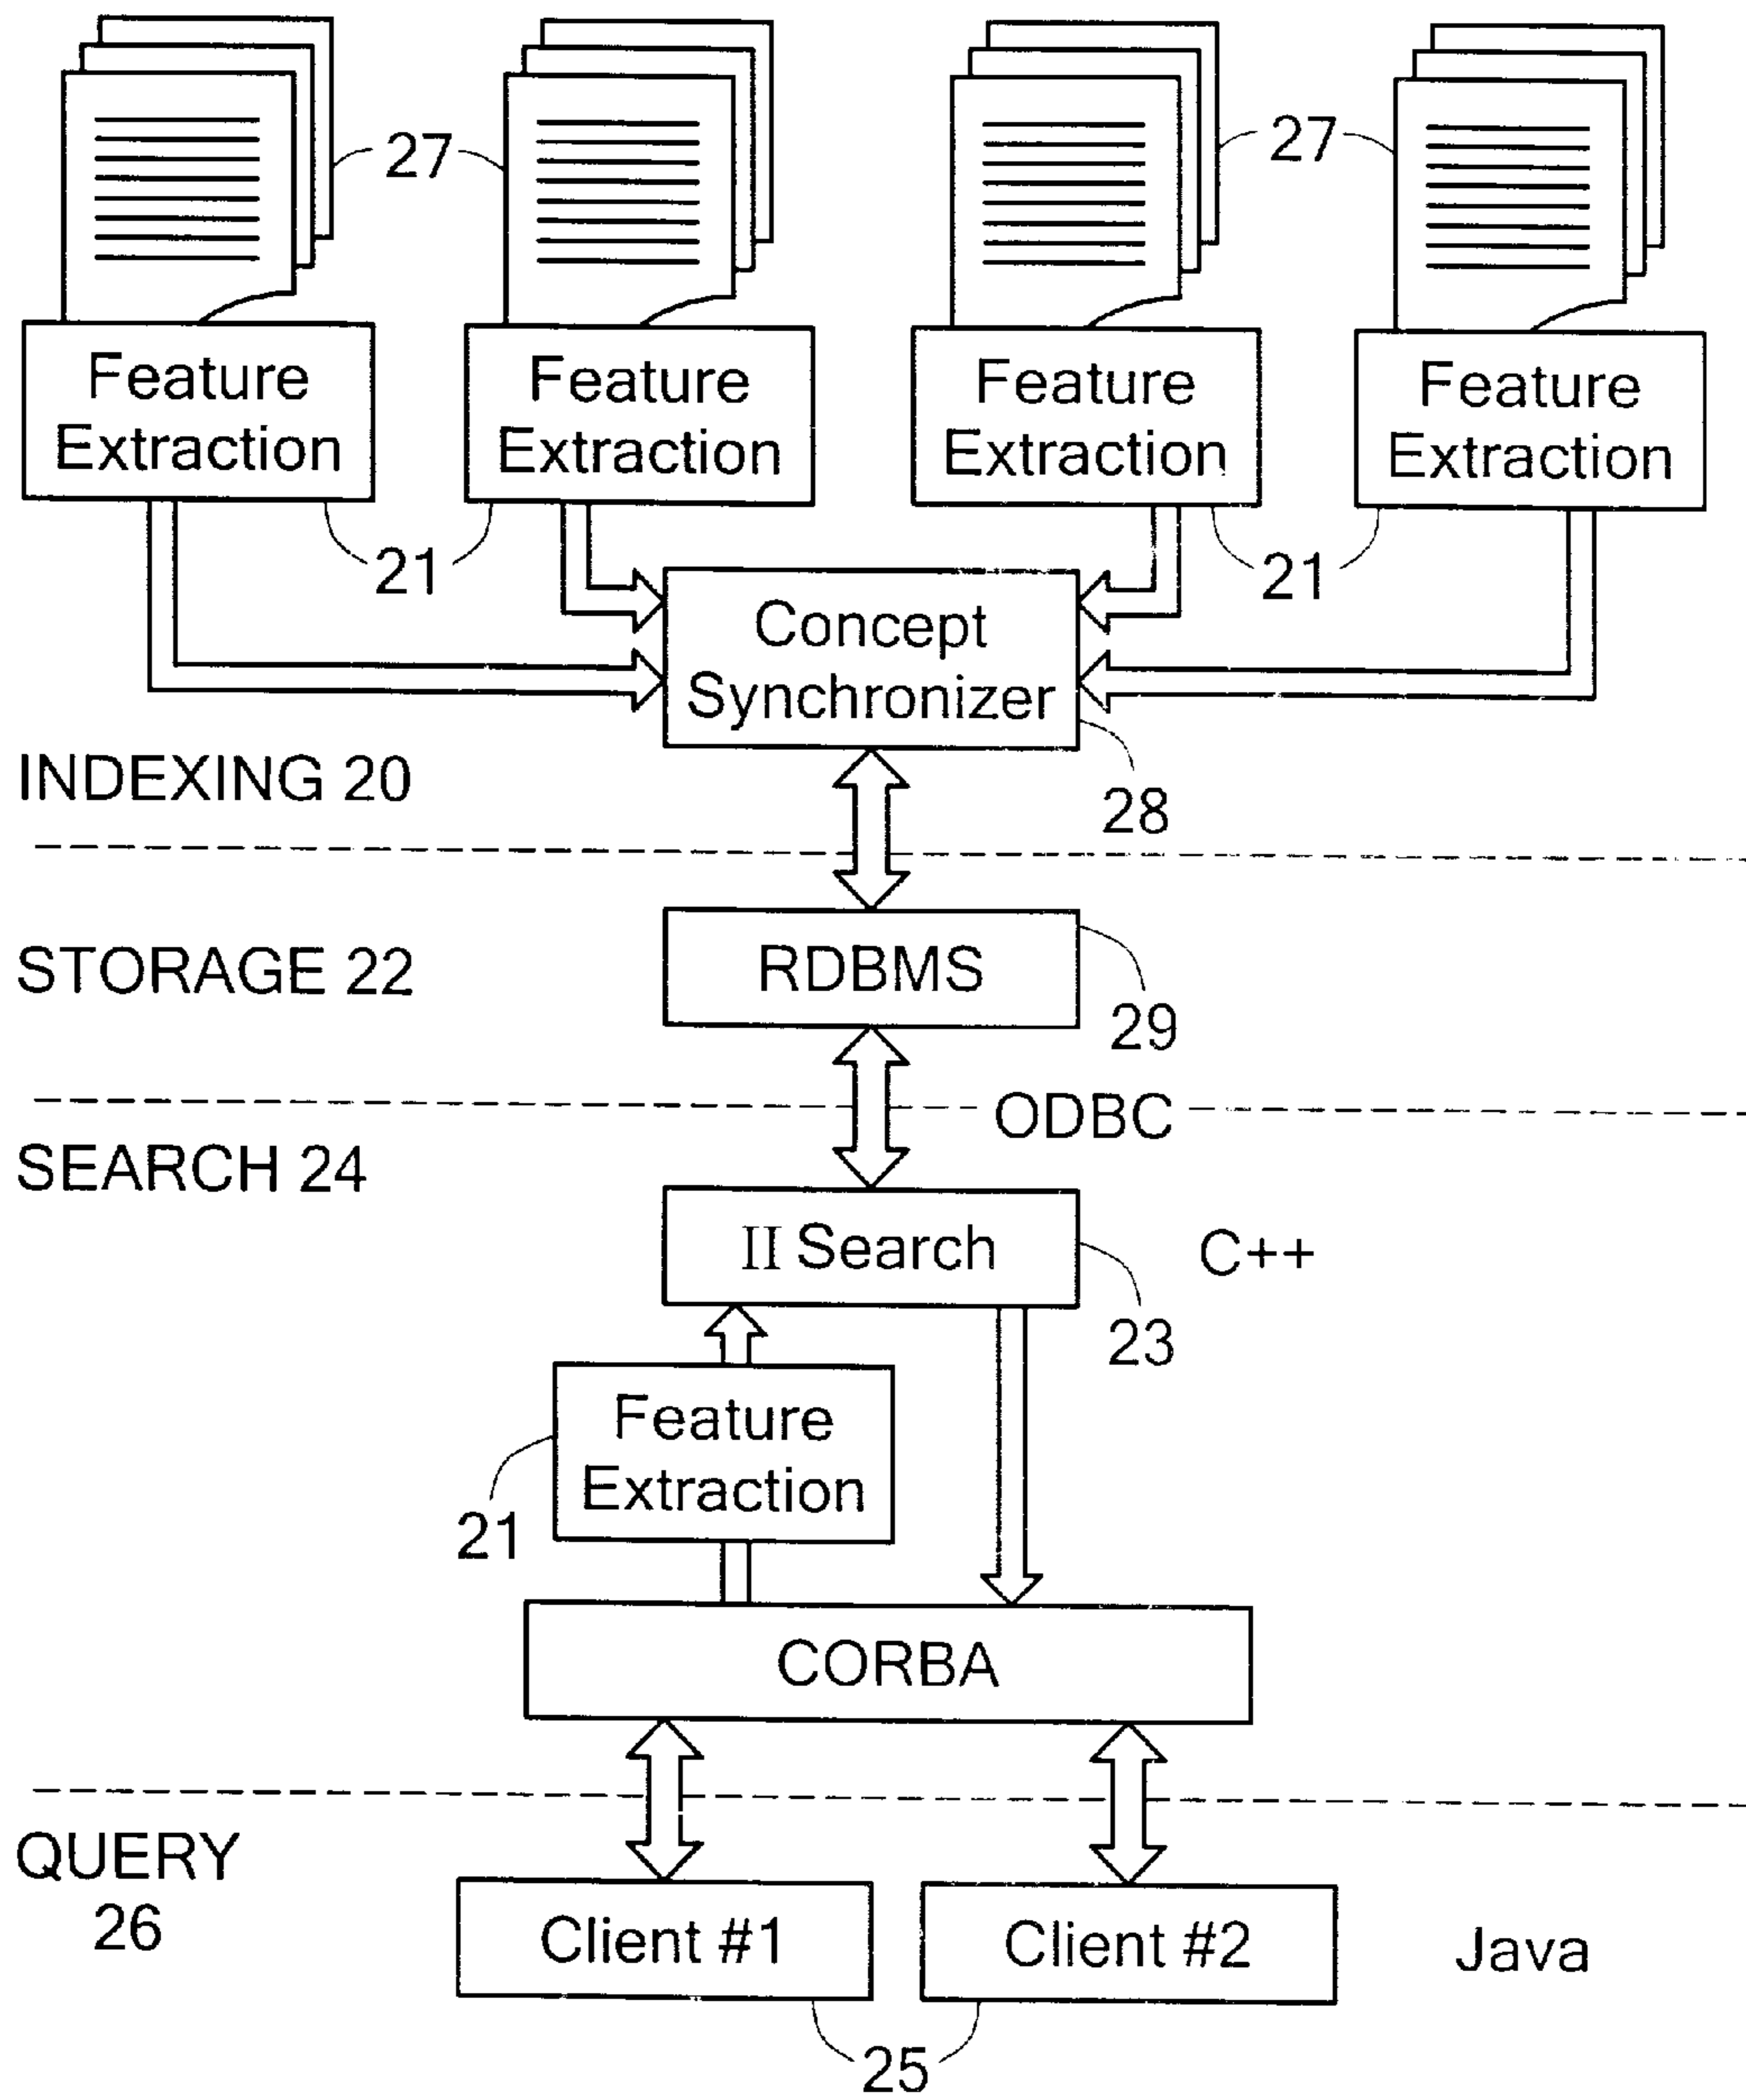 27
27
Feature
Extraction
Feature
Extraction
Feature
Extraction
Feature
Extraction
21
21
Concept
Synchronizer
INDEXING 20
28
STORAGE 22
RDBMS
29
ODBC
SEARCH 24
II Search
C++
23
Feature
Extraction
21
CORBA
QUERY
26
Client #1
Client #2
Java
25